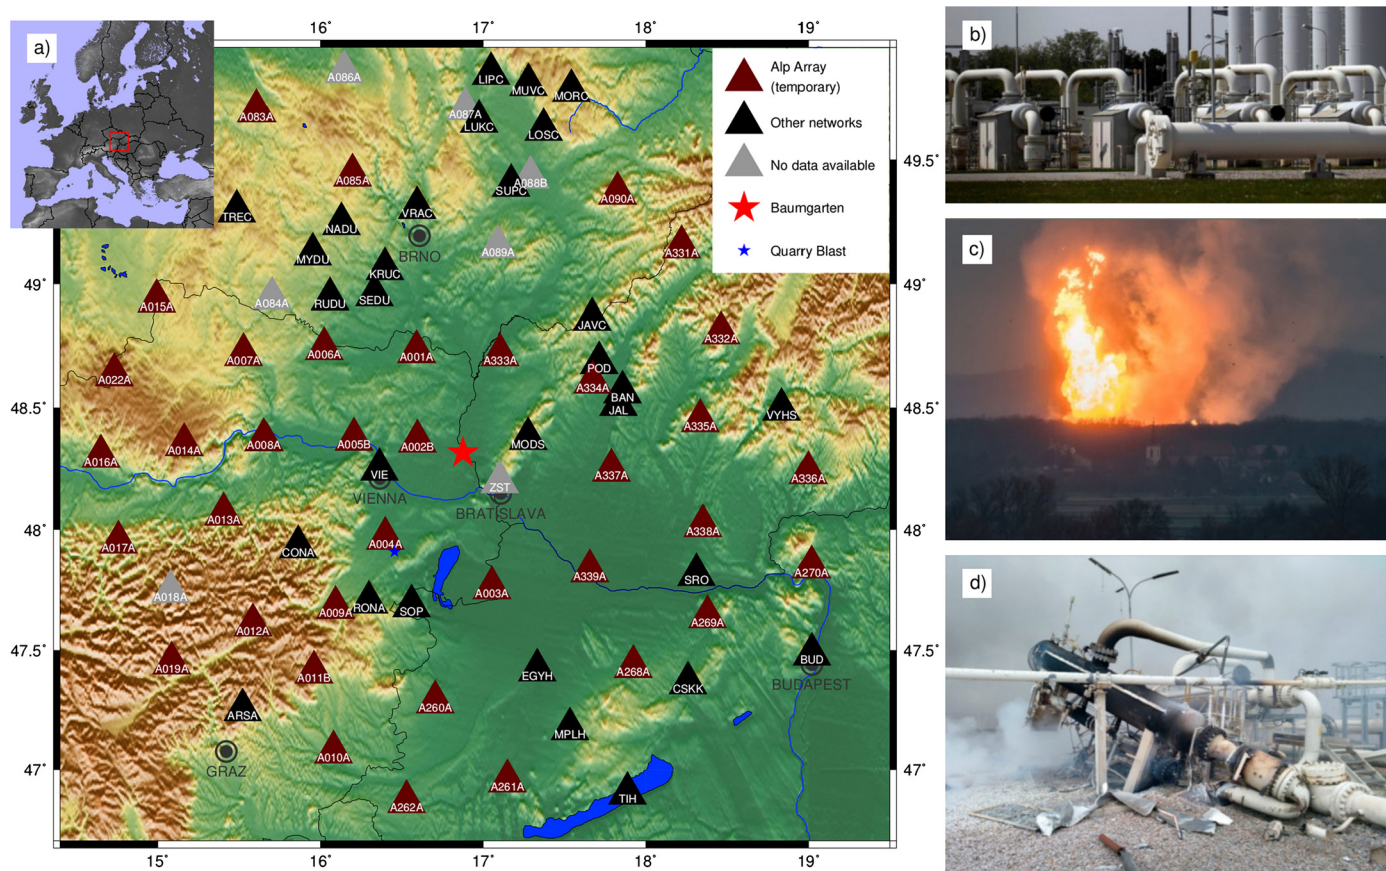 a)
16˚ 17˚ 18˚ 19˚
b)
Alp Array
(temporary)
Other networks
No data available
Baumgarten
Quarry Blast
A086A
LIPC
MUVC
MORC
A083A
A087A
LUKC
LOSC
49.5˚
A085A
SUPC
A088B
A090A
TREC
VRAC
NADU
BRNO
A089A
A331A
c)
MYDU
KRUC
49˚
RUDU
SEDU
A084A
A015A
JAVC
A332A
A007A
A006A
A001A
A333A
POD
A022A
A334A
BAN
JAL
48.5˚
VYHS
A335A
A016A
A014A
A008A
A005B
A002B
MODS
VIE
VIENNA
ZST
BRATISLAVA
A337A
A336A
A013A
48˚
A017A
CONA
A004A
A338A
d)
A018A
A003A
A339A
SRO
A270A
A009A
RONA
SOP
A012A
A269A
47.5˚
A019A
A011B
EGYH
A268A
CSKK
BUD
BUDAPEST
ARSA
A260A
MPLH
A010A
GRAZ
47˚
A262A
A261A
TIH
15˚ 16˚ 17˚ 18˚ 19˚